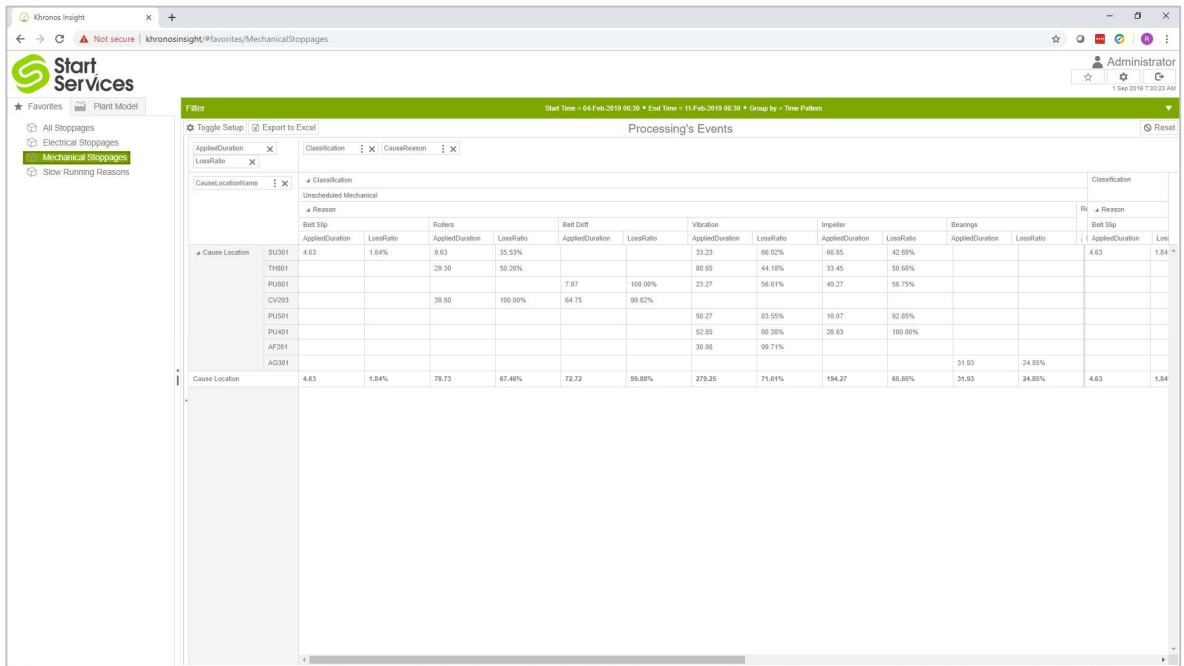 Khronos Insight
Not secure | khronosinsight/#favorites/MechanicalStoppages
R
Start Services
Administrator
1 Sep 2019 7:33:23 AM
Favorites Plant Model
All Stoppages
Electrical Stoppages
Mechanical Stoppages
Slow Running Reasons
Filter Start Time = 04-Feb-2019 06:30 * End Time = 11-Feb-2019 06:30 * Group by = Time Pattern
Toggle Setup Export to Excel Processing's Events Reset
AppliedDuration Classification CauseReason
LossRatio
CauseLocationName Classification Classification
Unscheduled Mechanical
Reason Re Reason
Belt Slip Rollers Belt Drift Vibration Impeller Bearings Belt Slip
AppliedDuration LossRatio AppliedDuration LossRatio AppliedDuration LossRatio AppliedDuration LossRatio AppliedDuration LossRatio AppliedDuration LossRatio AppliedDuration Loss
Cause Location SU301 4.63 1.84% 9.63 35.53% 33.23 66.02% 66.85 42.69% 4.63 1.84
TH801 29.30 50.26% 88.65 44.18% 33.45 50.68%
PU601 7.97 100.00% 23.27 56.61% 49.27 56.75%
CV203 39.80 100.00% 64.75 99.82%
PU501 50.27 83.55% 16.07 92.85%
PU401 52.85 80.38% 28.63 100.00%
AF201 30.98 99.71%
AG301 31.93 24.85%
Cause Location 4.63 1.84% 78.73 67.46% 72.72 99.88% 279.25 71.61% 194.27 65.65% 31.93 24.85% 4.63 1.84